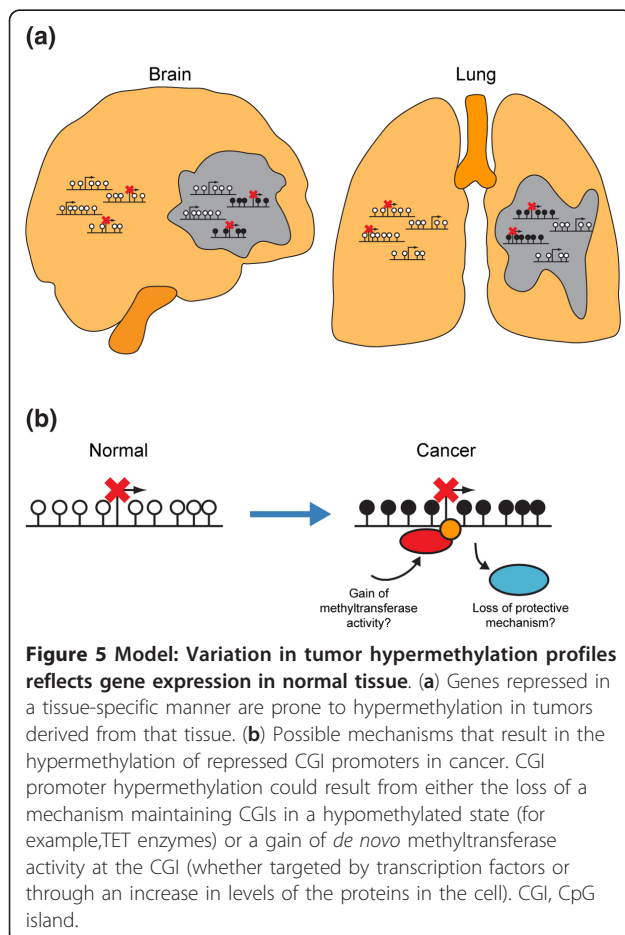 (a)
Brain
Lung
(b)
Normal
Cancer
Gain of
methyltransferase
activity?
Loss of protective
mechanism?
Figure 5 Model: Variation in tumor hypermethylation profiles
reflects gene expression in normal tissue. (a) Genes repressed in
a tissue-specific manner are prone to hypermethylation in tumors
derived from that tissue. (b) Possible mechanisms that result in the
hypermethylation of repressed CGI promoters in cancer. CGI
promoter hypermethylation could result from either the loss of a
mechanism maintaining CGIs in a hypomethylated state (for
example,TET enzymes) or a gain of de novo methyltransferase
activity at the CGI (whether targeted by transcription factors or
through an increase in levels of the proteins in the cell). CGI, CpG
island.